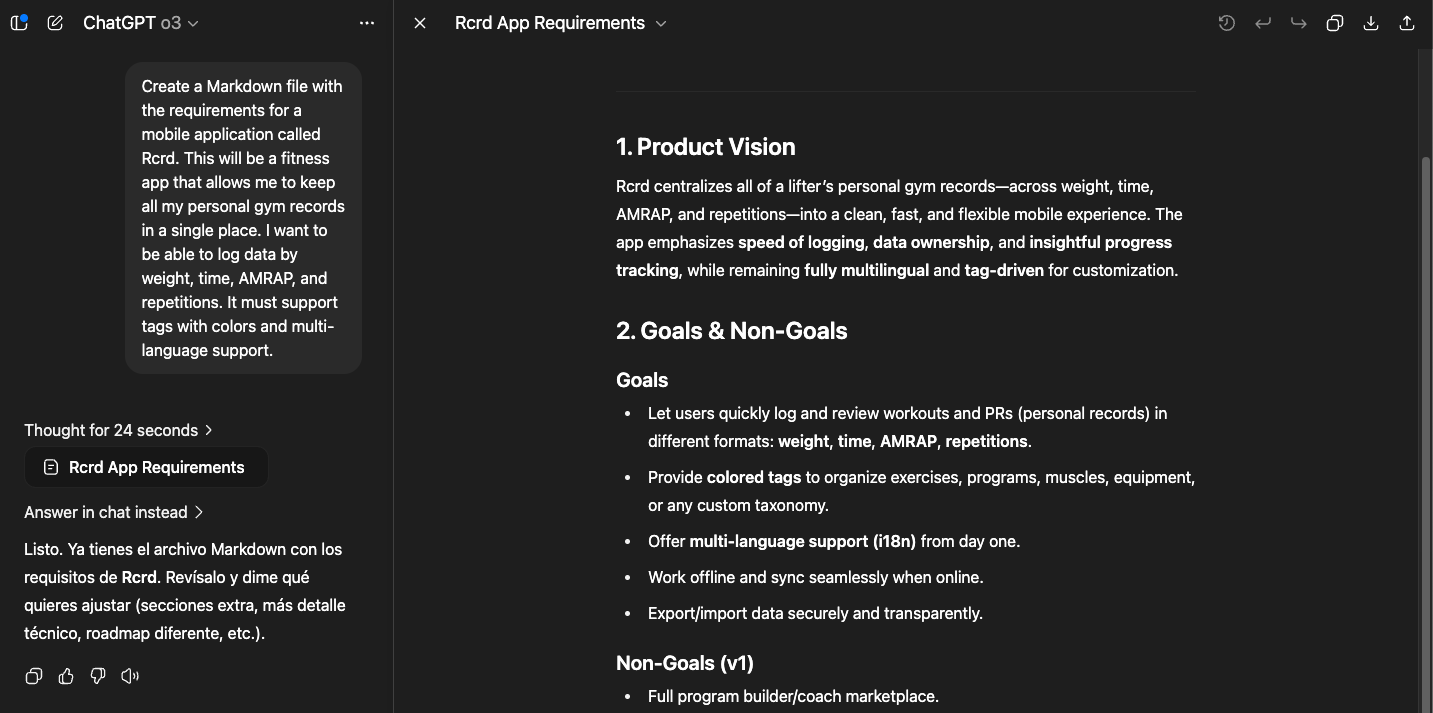 ChatGPT o3
Create a Markdown file with
the requirements for a
mobile application called
Rcrd. This will be a fitness
app that allows me to keep
all my personal gym records
in a single place. I want to
be able to log data by
weight, time, AMRAP, and
repetitions. It must support
tags with colors and multi-
language support.
Thought for 24 seconds
Rcrd App Requirements
Answer in chat instead
Listo. Ya tienes el archivo Markdown con los
requisitos de Rcrd. Revísalo y dime qué
quieres ajustar (secciones extra, más detalle
técnico, roadmap diferente, etc.).
Rcrd App Requirements
1. Product Vision
Rcrd centralizes all of a lifter’s personal gym records—across weight, time,
AMRAP, and repetitions—into a clean, fast, and flexible mobile experience. The
app emphasizes speed of logging, data ownership, and insightful progress
tracking, while remaining fully multilingual and tag-driven for customization.
2. Goals & Non-Goals
Goals
• Let users quickly log and review workouts and PRs (personal records) in
different formats: weight, time, AMRAP, repetitions.
• Provide colored tags to organize exercises, programs, muscles, equipment,
or any custom taxonomy.
• Offer multi-language support (i18n) from day one.
• Work offline and sync seamlessly when online.
• Export/import data securely and transparently.
Non-Goals (v1)
• Full program builder/coach marketplace.